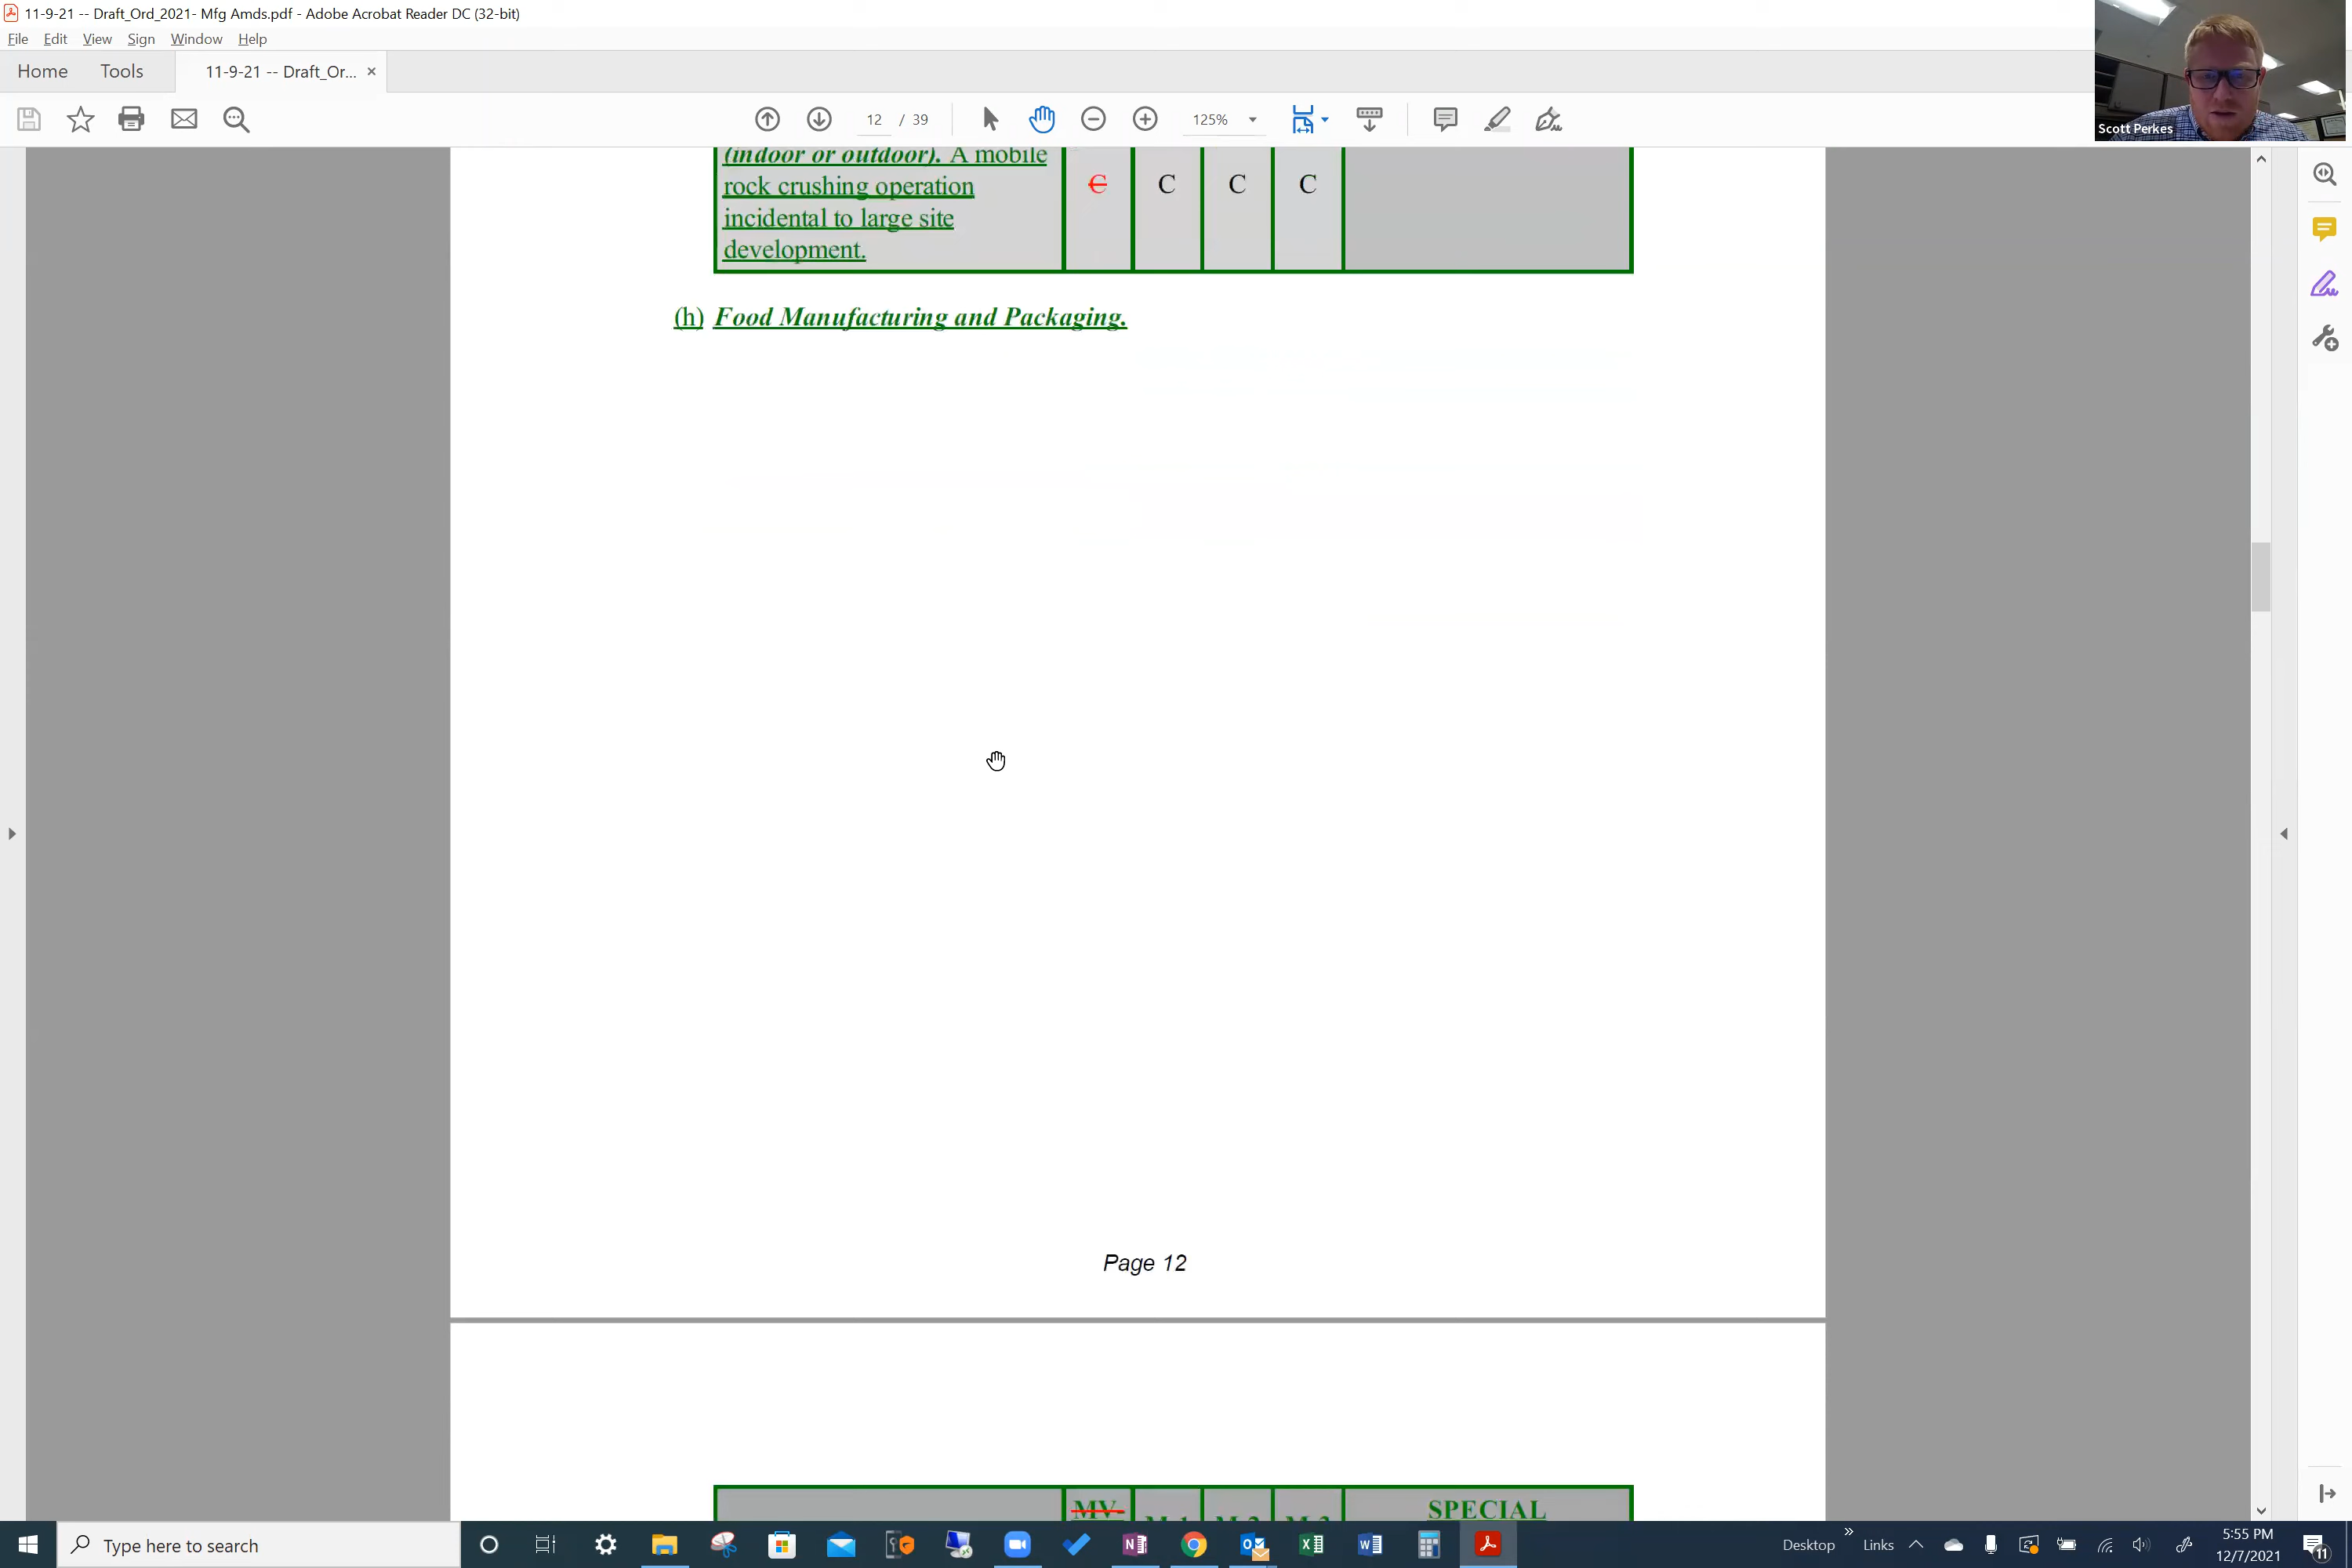 11-9-21 -- Draft_Ord_2021- Mfg Amds.pdf - Adobe Acrobat Reader DC (32-bit)
File Edit View Sign Window Help
Home Tools 11-9-21 -- Draft_Or... ×
12 / 39 125%
Scott Perkes
(indoor or outdoor). A mobile
rock crushing operation C C C C
incidental to large site
development.
(h) Food Manufacturing and Packaging.
Page 12
MV- M-1 M-2 M-3 SPECIAL
Type here to search
Desktop » Links
5:55 PM
12/7/2021
11